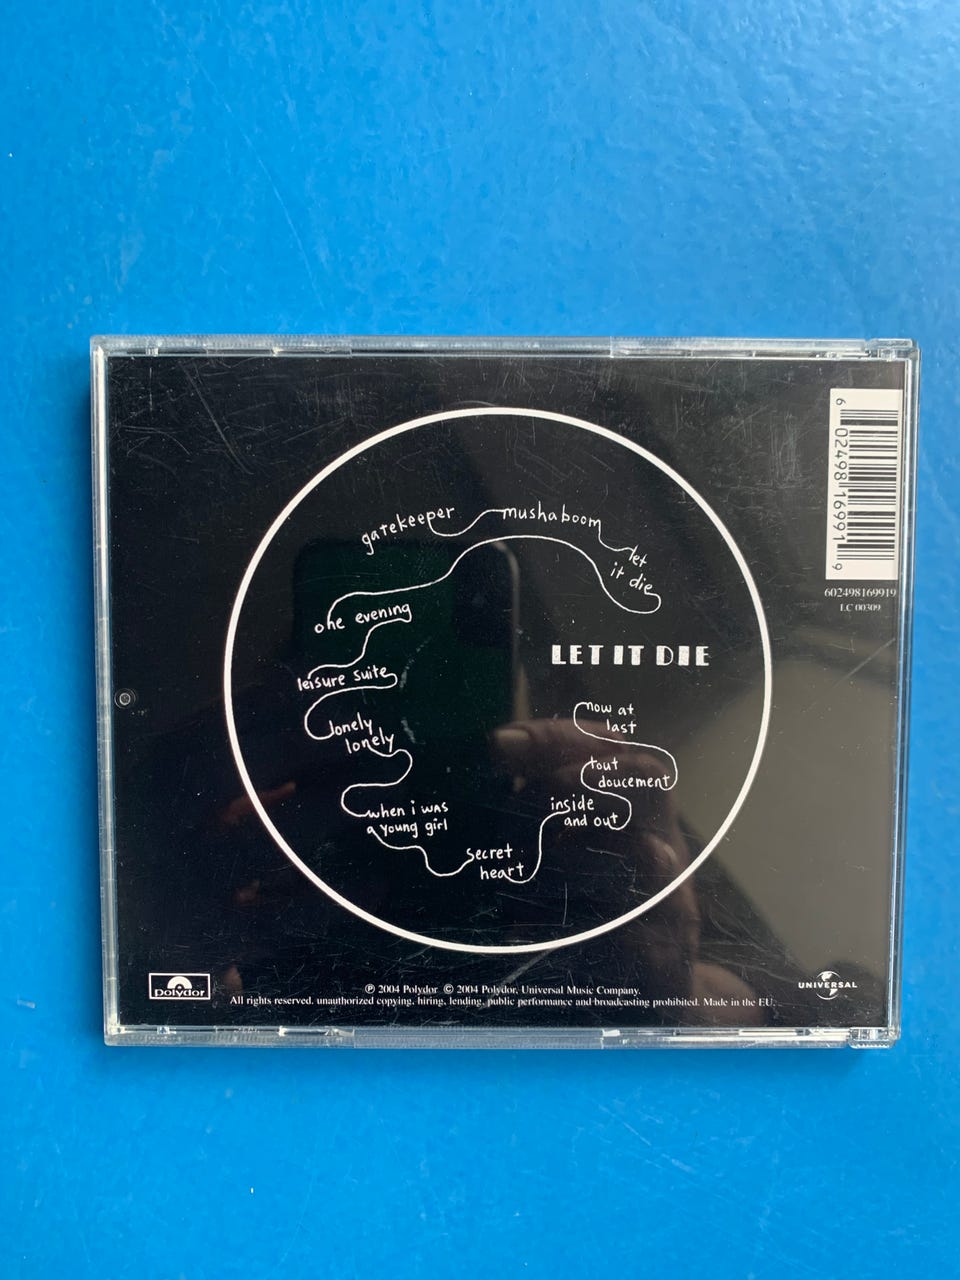 6 02498 16991 9
602498169919
LC 00309
gatekeeper
mushaboom
let
it die
one evening
leisure suite
lonely
lonely
when i was
a young girl
secret
heart
inside
and out
tout
doucement
now at
last
LET IT DIE
polydor
℗ 2004 Polydor © 2004 Polydor, Universal Music Company.
All rights reserved. unauthorized copying, hiring, lending, public performance and broadcasting prohibited. Made in the EU.
UNIVERSAL